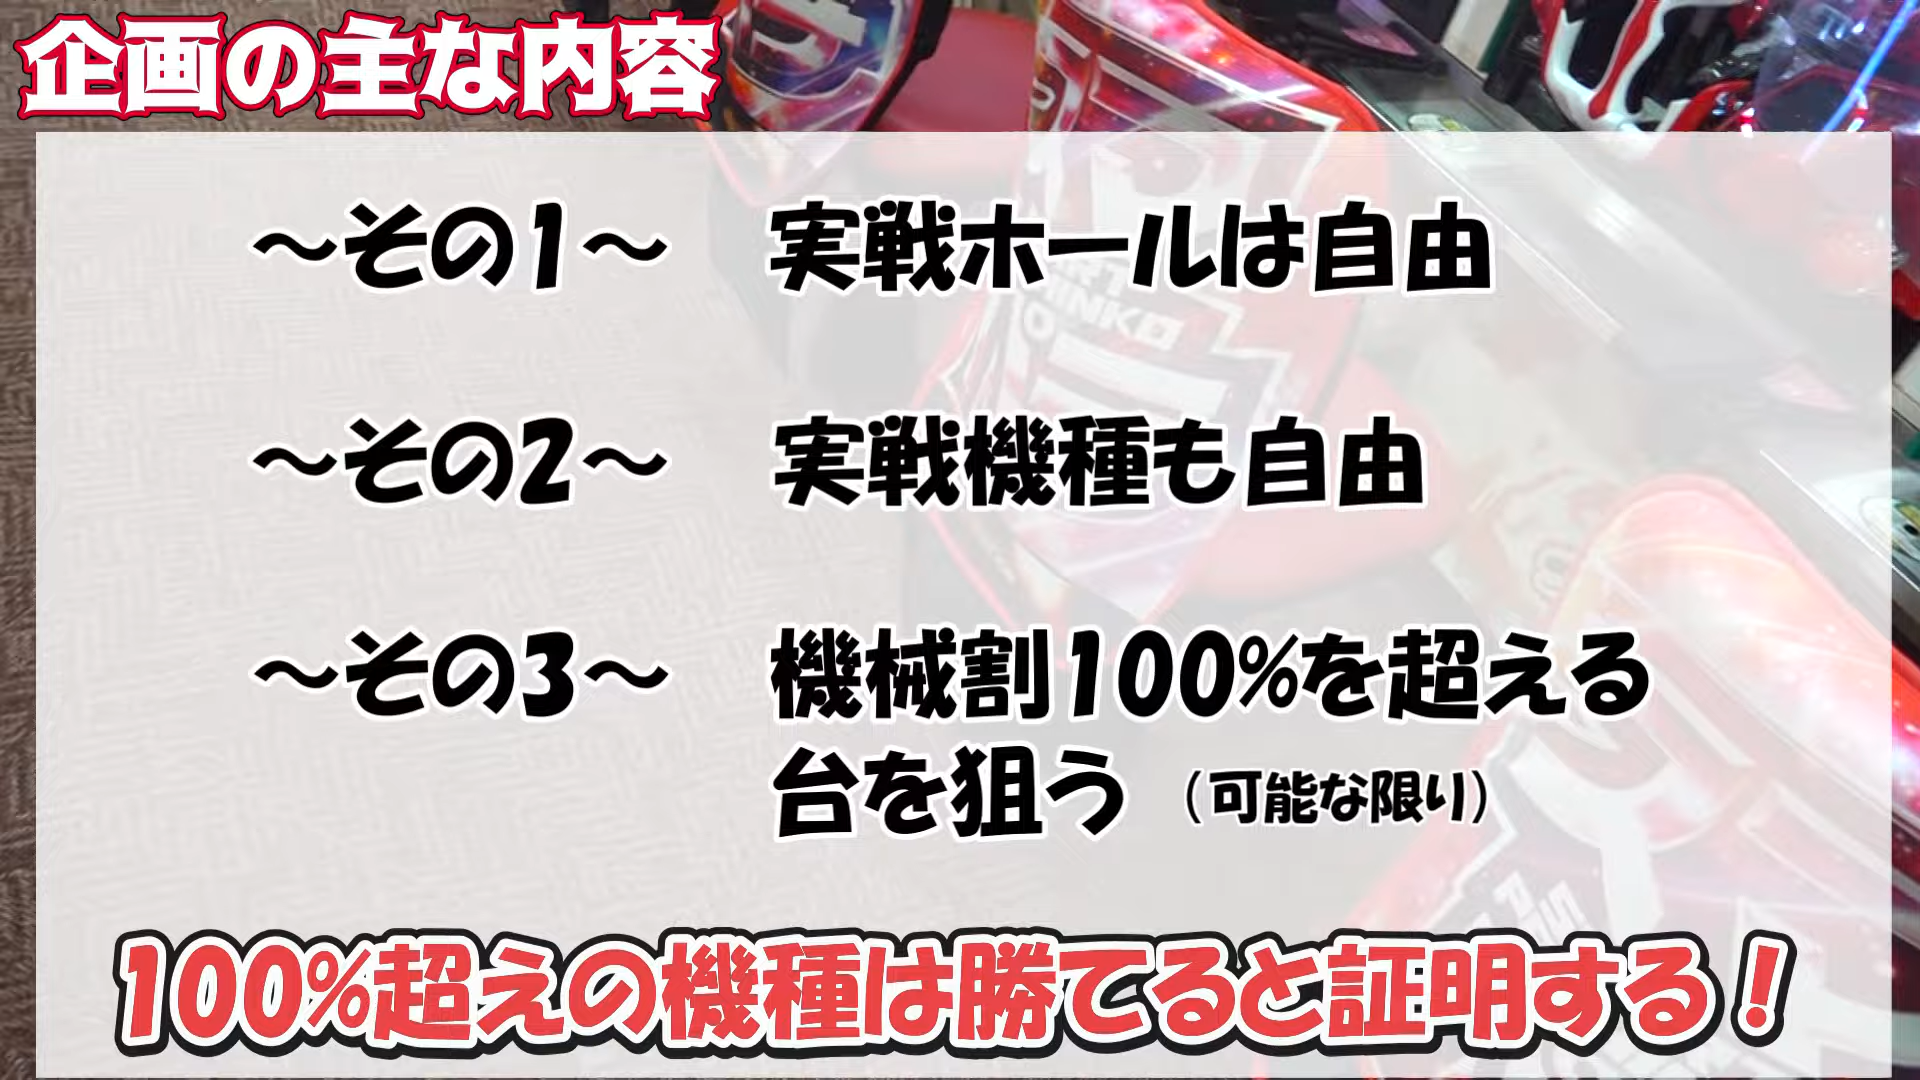 企画の主な内容
～その1～ 実戦ホールは自由
～その2～ 実戦機種も自由
～その3～ 機械割100%を超える
台を狙う（可能な限り）
100%超えの機種は勝てると証明する！